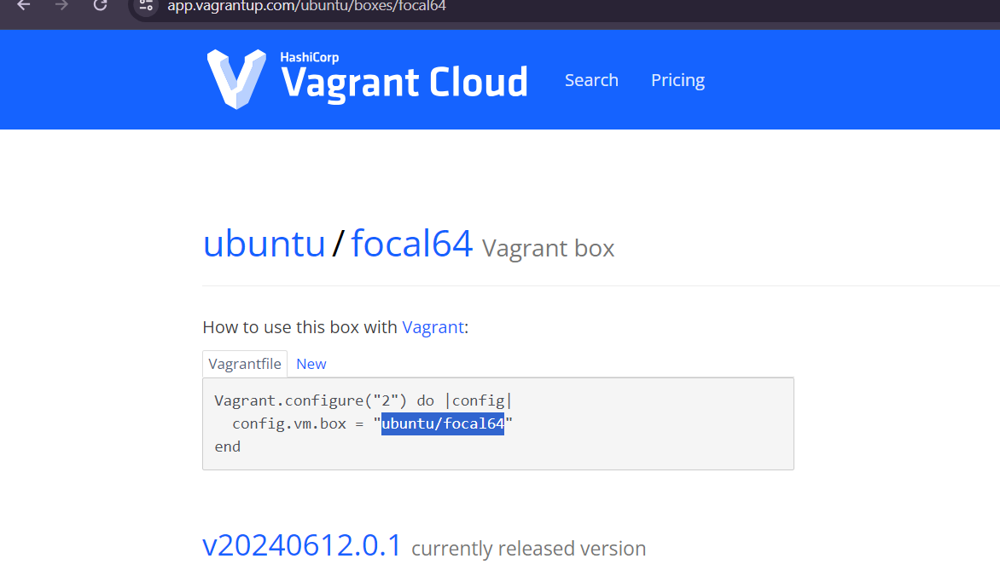 app.vagrantup.com/ubuntu/boxes/focal64
HashiCorp
Vagrant Cloud
Search
Pricing
ubuntu/focal64 Vagrant box
How to use this box with Vagrant:
Vagrantfile
New
Vagrant.configure("2") do |config|
  config.vm.box = "ubuntu/focal64"
end
v20240612.0.1 currently released version